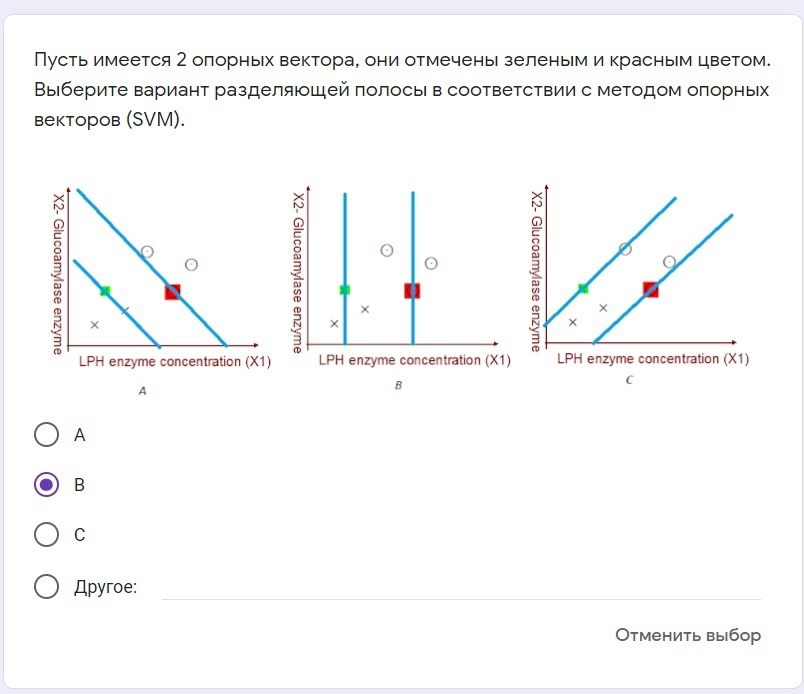 Пусть имеется 2 опорных вектора, они отмечены зеленым и красным цветом.
Выберите вариант разделяющей полосы в соответствии с методом опорных
векторов (SVM).
X2- Glucoamylase enzyme
LPH enzyme concentration (X1)
A
X2- Glucoamylase enzyme
LPH enzyme concentration (X1)
B
X2- Glucoamylase enzyme
LPH enzyme concentration (X1)
C
A
B
C
Другое:
Отменить выбор